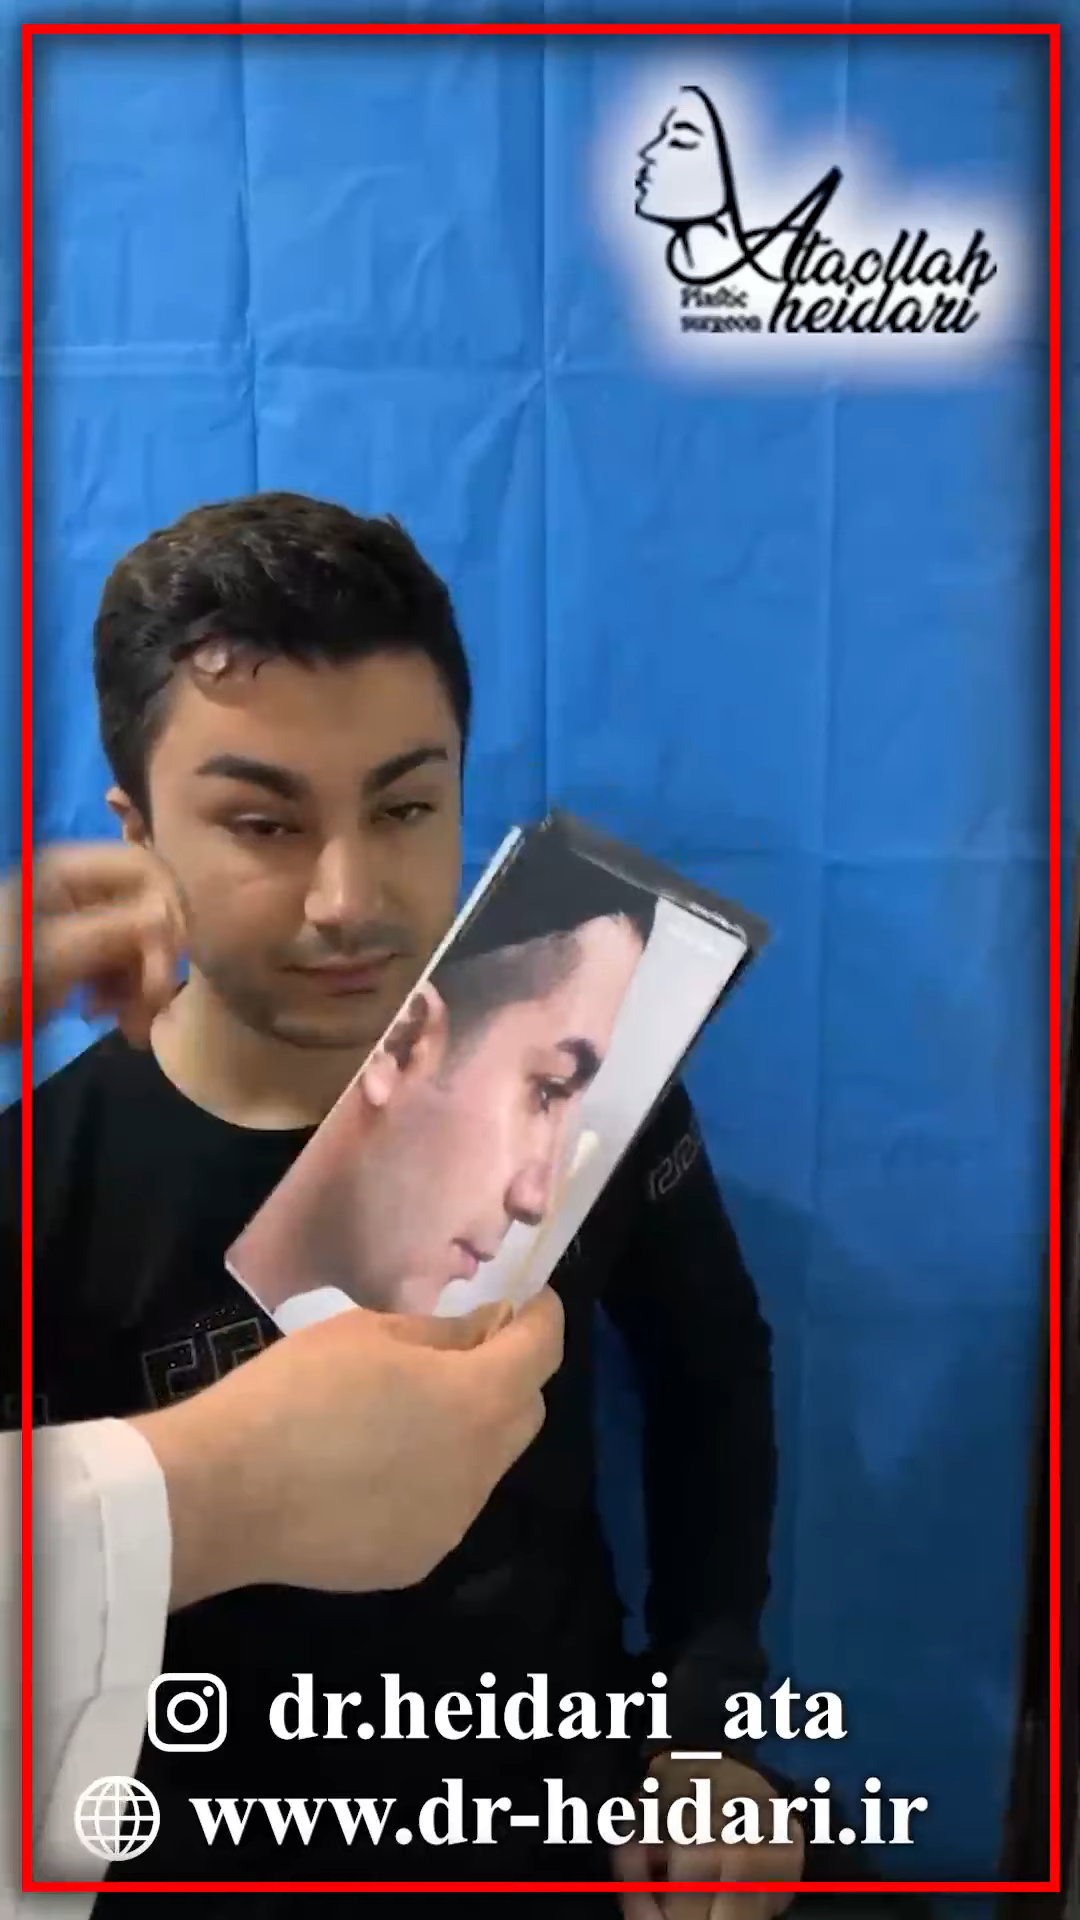 Ataollah
Plastic
surgeon
heidari
dr.heidari_ata
www.dr-heidari.ir